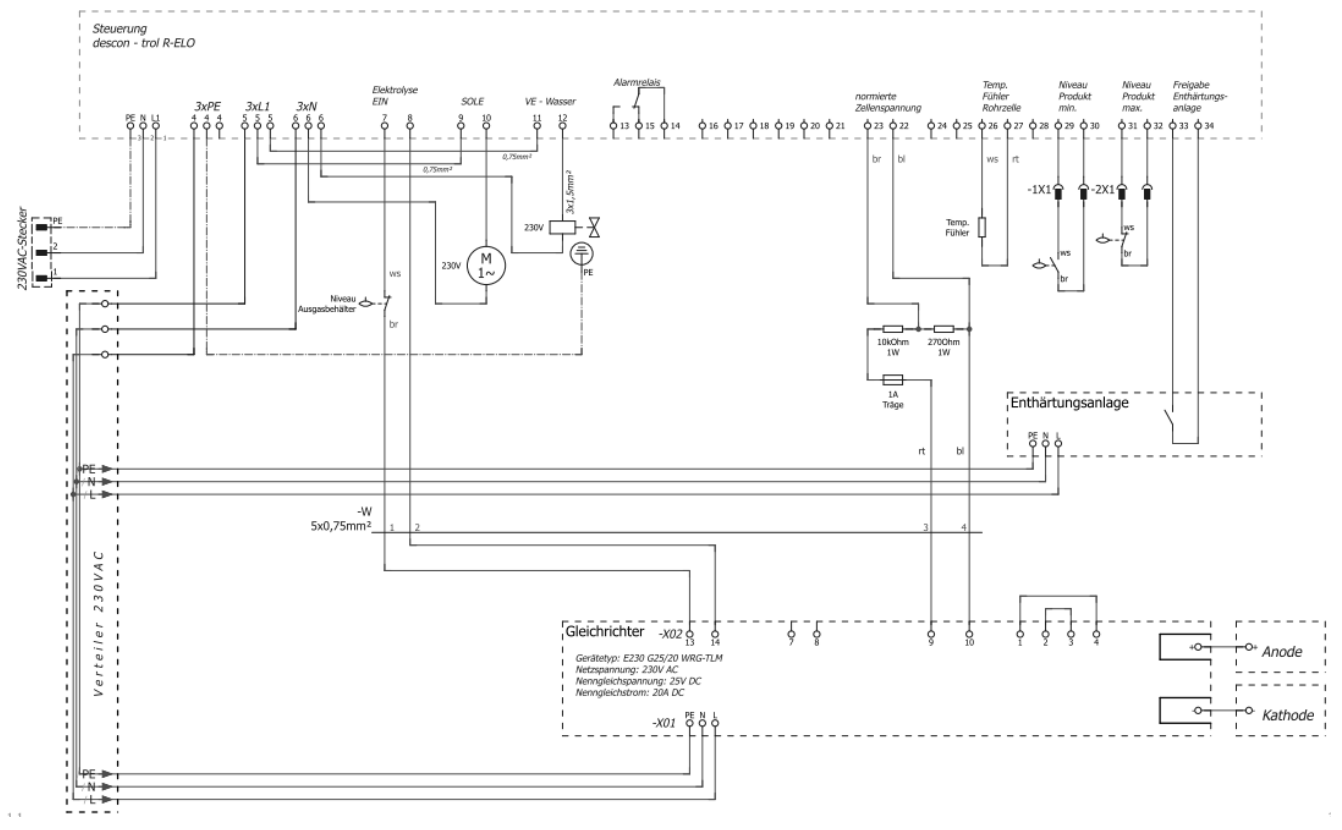 Steuerung
descon - trol R-ELO
3xPE
3xL1
3xN
Elektrolyse
EIN
SOLE
VE - Wasser
Alarmrelais
normierte
Zellenspannung
Temp.
Fühler
Rohrzelle
Niveau
Produkt
min.
Niveau
Produkt
max.
Freigabe
Enthärtungs-
anlage
PE N L1
4 4 4 5 5 5 6 6 6 7 8 9 10 11 12 13 15 14 16 17 18 19 20 21 23 22 24 25 26 27 28 29 30 31 32 33 34
3 2 1
0,75mm²
0,75mm²
3x1,5mm²
br bl ws rt
-1X1
-2X1
230VAC-Stecker
PE
2
1
230V
M
1~
230V
PE
Temp.
Fühler
ws
br
ws
br
ws
Niveau
Ausgasbehälter
br
10kOhm
1W
270Ohm
1W
1A
Träge
Enthärtungsanlage
PE N L
rt bl
PE
N
L
-W
5x0,75mm²
1 2 3 4
Verteiler 230VAC
Gleichrichter
-X02
13 14 7 8 9 10 1 2 3 4
Gerätetyp: E230 G25/20 WRG-TLM
Netzspannung: 230V AC
Nenngleichspannung: 25V DC
Nenngleichstrom: 20A DC
-X01
PE N L
+ +
Anode
- -
Kathode
PE
N
L